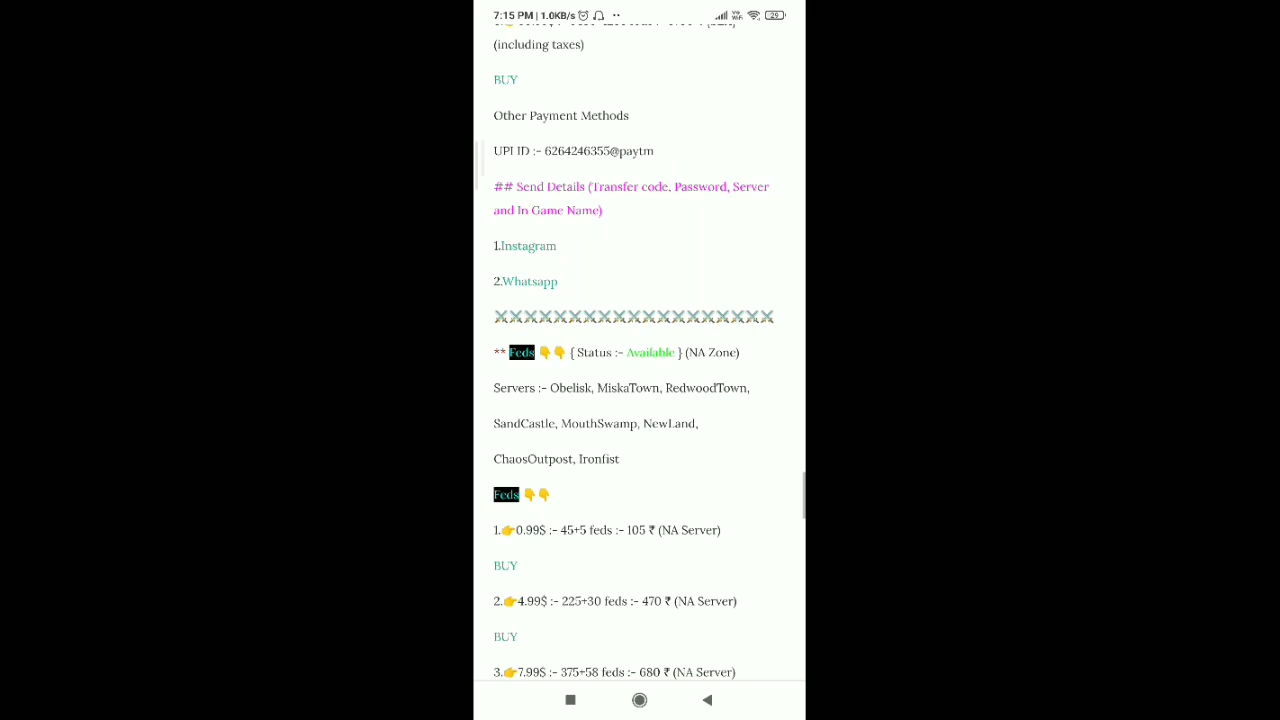 7:15 PM | 1.0KB/s
29
(including taxes)
BUY
Other Payment Methods
UPI ID :- 6264246355@paytm
## Send Details (Transfer code, Password, Server
and In Game Name)
1.Instagram
2.Whatsapp
⚔⚔⚔⚔⚔⚔⚔⚔⚔⚔⚔⚔⚔⚔⚔⚔⚔⚔⚔
** Feds 👇👇 { Status :- Available } (NA Zone)
Servers :- Obelisk, MiskaTown, RedwoodTown,
SandCastle, MouthSwamp, NewLand,
ChaosOutpost, Ironfist
Feds 👇👇
1.👉0.99$ :- 45+5 feds :- 105 ₹ (NA Server)
BUY
2.👉4.99$ :- 225+30 feds :- 470 ₹ (NA Server)
BUY
3.👉7.99$ :- 375+58 feds :- 680 ₹ (NA Server)